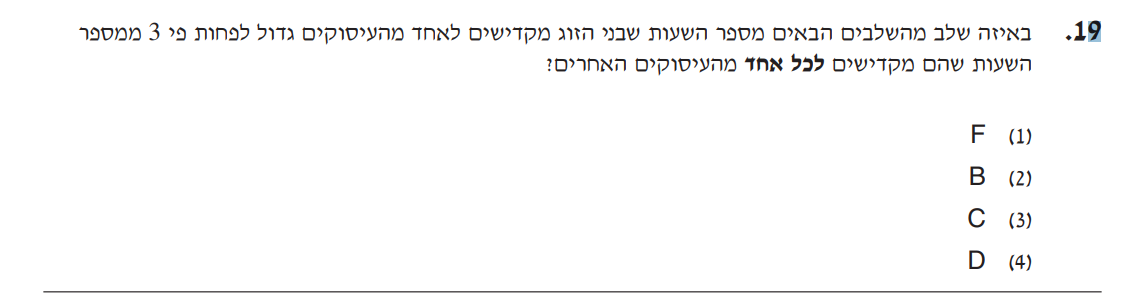 19. באיזה שלב מהשלבים הבאים מספר השעות שבני הזוג מקדישים לאחד מהעיסוקים גדול לפחות פי 3 ממספר
השעות שהם מקדישים לכל אחד מהעיסוקים האחרים?
(1) F
(2) B
(3) C
(4) D